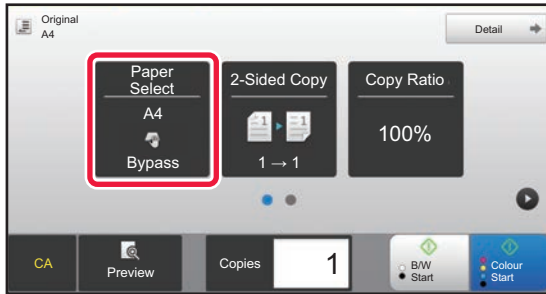 Original
A4
Detail
Paper
Select
A4
Bypass
2-Sided Copy
1 → 1
Copy Ratio
100%
CA
Preview
Copies
1
B/W
Start
Colour
Start